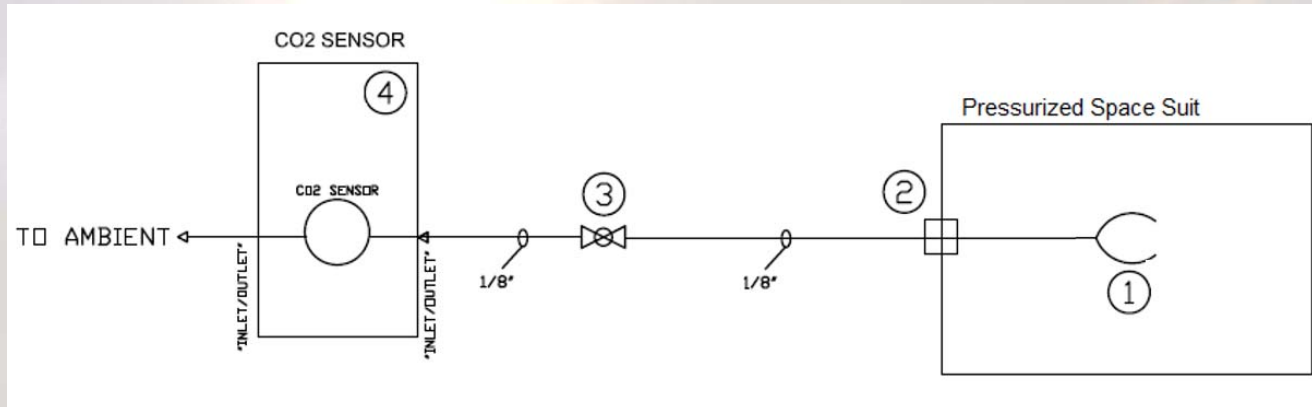 CO2 SENSOR
4
Pressurized Space Suit
CO2 SENSOR
3
2
TO AMBIENT
"INLET/OUTLET"
"INLET/OUTLET"
1/8"
1/8"
1